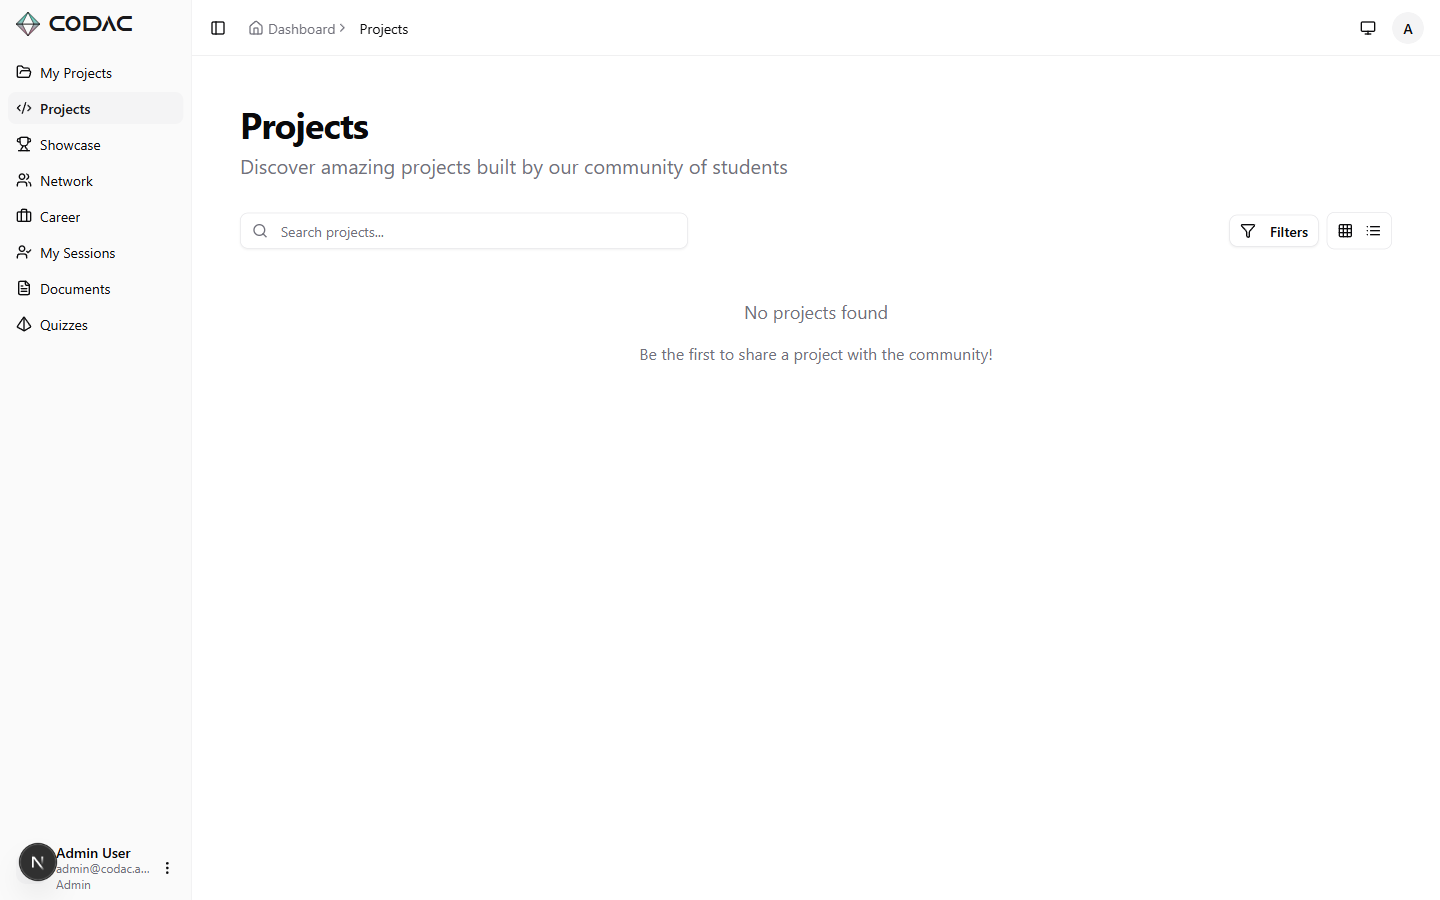 CODAC
My Projects
Projects
Showcase
Network
Career
My Sessions
Documents
Quizzes
N
Admin User
admin@codac.a...
Admin
Dashboard
Projects
A
Projects
Discover amazing projects built by our community of students
Search projects...
Filters
No projects found
Be the first to share a project with the community!